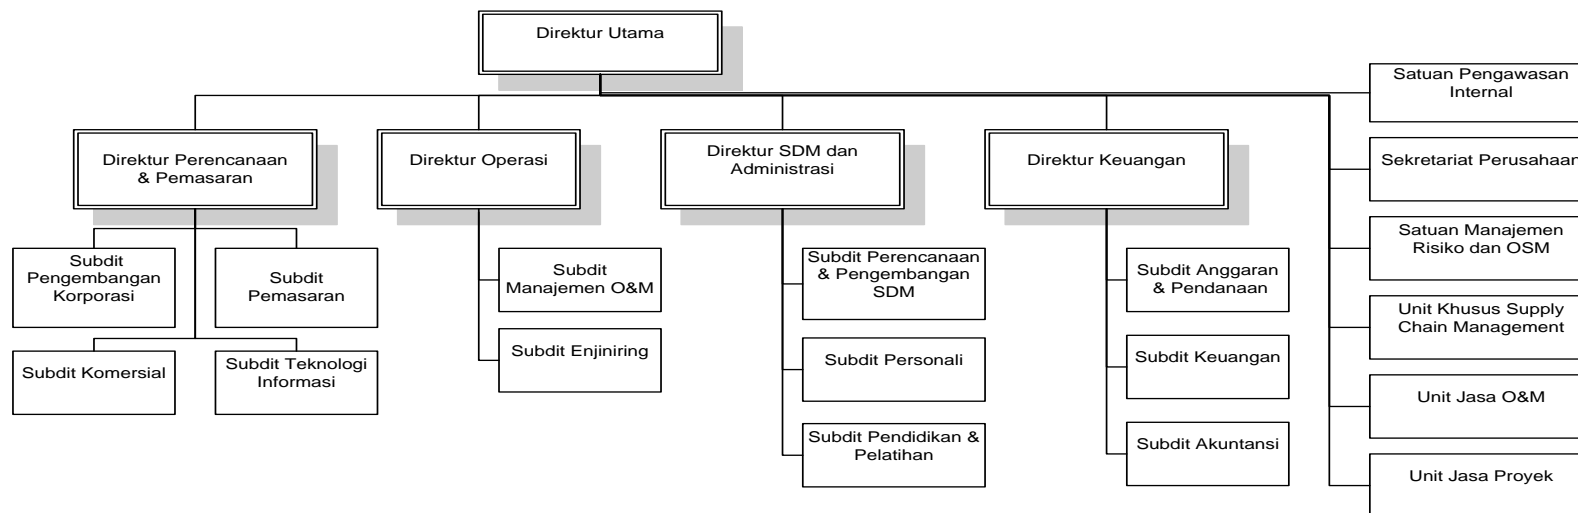 Direktur Utama
Satuan Pengawasan
Internal
Direktur Perencanaan
& Pemasaran
Direktur Operasi
Direktur SDM dan
Administrasi
Direktur Keuangan
Sekretariat Perusahaan
Satuan Manajemen
Risiko dan OSM
Subdit
Pengembangan
Korporasi
Subdit
Pemasaran
Subdit
Manajemen O&M
Subdit Perencanaan
& Pengembangan
SDM
Subdit Anggaran
& Pendanaan
Unit Khusus Supply
Chain Management
Subdit Komersial
Subdit Teknologi
Informasi
Subdit Enjiniring
Subdit Personali
Subdit Keuangan
Unit Jasa O&M
Subdit Pendidikan &
Pelatihan
Subdit Akuntansi
Unit Jasa Proyek